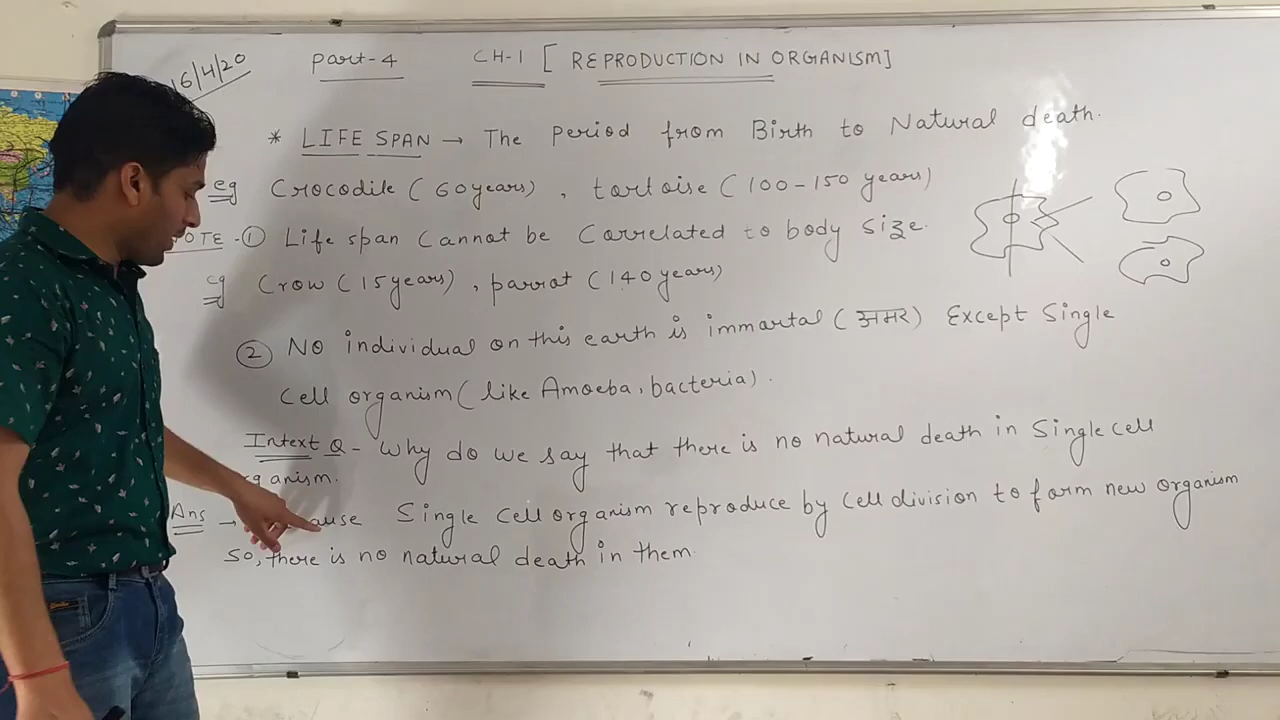 16/4/20 Part-4 CH-1 [ REPRODUCTION IN ORGANISM]
* LIFE SPAN → The Period from Birth to Natural death.
eg Crocodile (60years), tortoise (100-150 years)
NOTE - ① Life span Cannot be Correlated to body size.
eg Crow (15years), parrot (140years)
② No individual on this earth is immortal (अमर) Except Single
Cell organism (like Amoeba, bacteria).
Intext Q - Why do we say that there is no natural death in Single cell
organism.
Ans → Single Cell organism reproduce by Cell division to form new organism
So, there is no natural death in them.